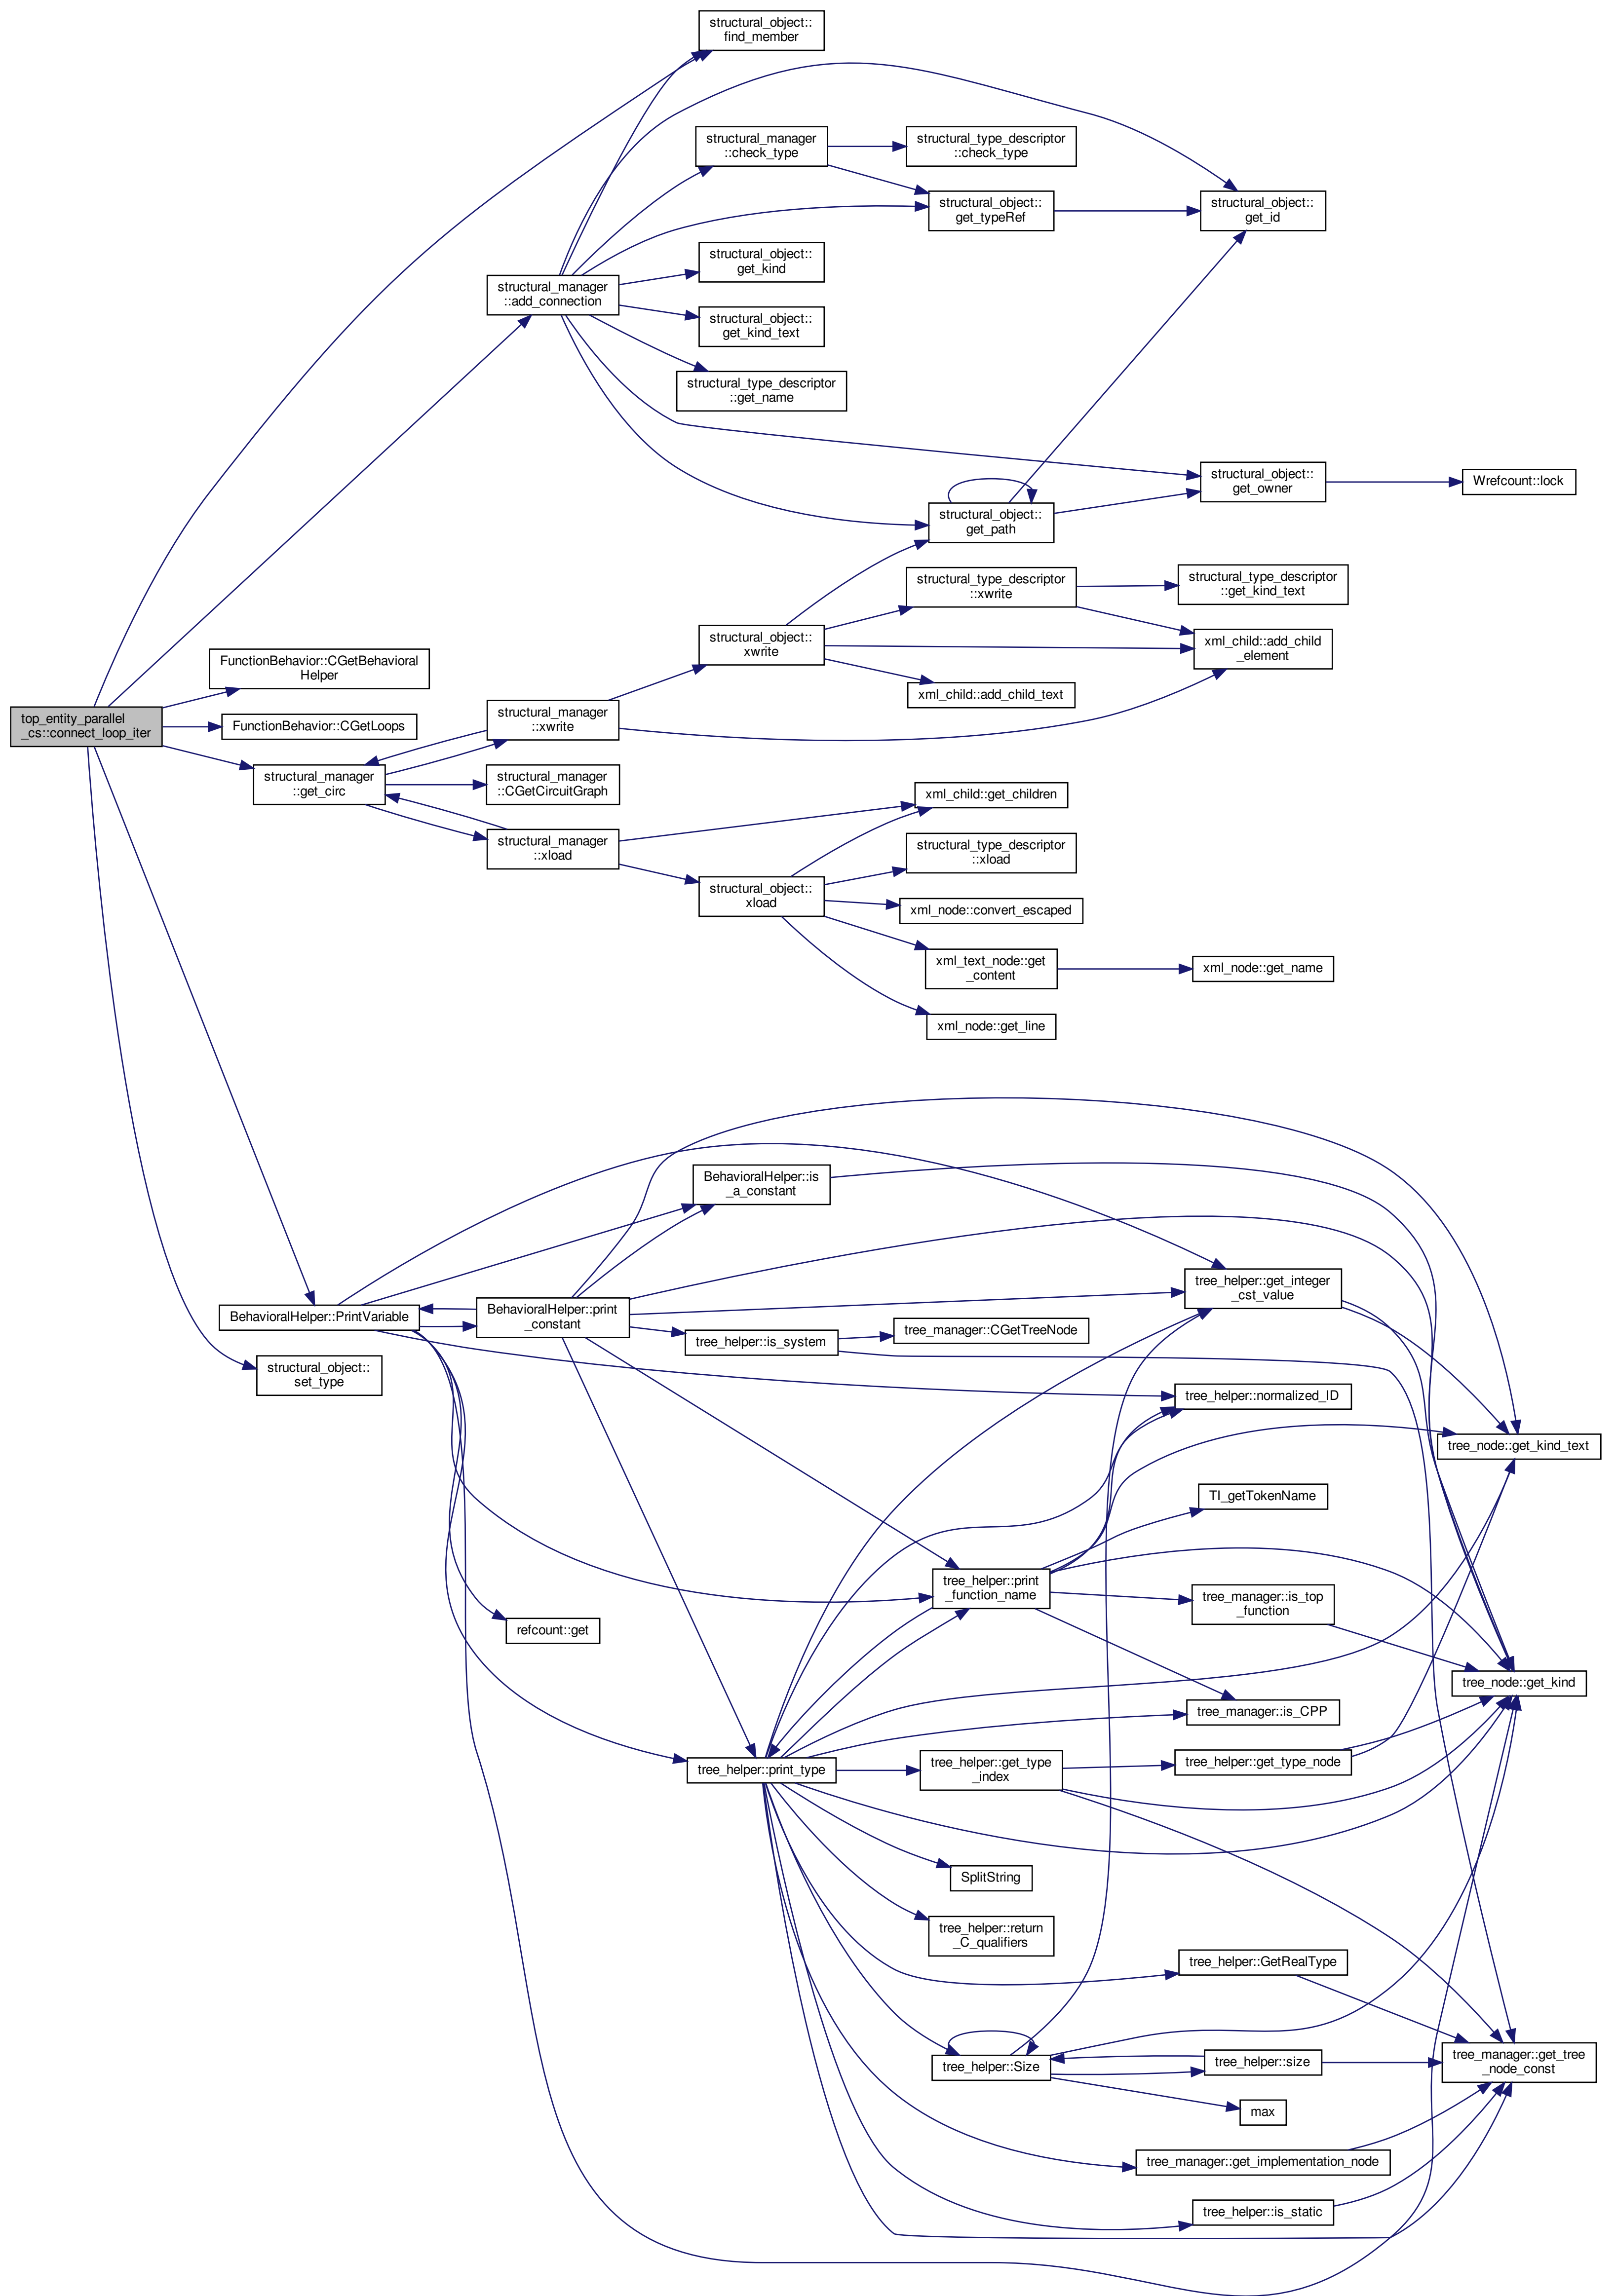 structural_object::
find_member
structural_manager
::check_type
structural_type_descriptor
::check_type
structural_object::
get_typeRef
structural_object::
get_id
structural_object::
get_kind
structural_manager
::add_connection
structural_object::
get_kind_text
structural_type_descriptor
::get_name
structural_object::
get_owner
Wrefcount::lock
structural_object::
get_path
structural_type_descriptor
::xwrite
structural_type_descriptor
::get_kind_text
structural_object::
xwrite
xml_child::add_child
_element
FunctionBehavior::CGetBehavioral
Helper
xml_child::add_child_text
top_entity_parallel
_cs::connect_loop_iter
FunctionBehavior::CGetLoops
structural_manager
::xwrite
structural_manager
::get_circ
structural_manager
::CGetCircuitGraph
xml_child::get_children
structural_manager
::xload
structural_type_descriptor
::xload
structural_object::
xload
xml_node::convert_escaped
xml_text_node::get
_content
xml_node::get_name
xml_node::get_line
BehavioralHelper::is
_a_constant
tree_helper::get_integer
_cst_value
BehavioralHelper::PrintVariable
BehavioralHelper::print
_constant
tree_helper::is_system
tree_manager::CGetTreeNode
structural_object::
set_type
tree_helper::normalized_ID
tree_node::get_kind_text
TI_getTokenName
tree_helper::print
_function_name
tree_manager::is_top
_function
refcount::get
tree_node::get_kind
tree_manager::is_CPP
tree_helper::print_type
tree_helper::get_type
_index
tree_helper::get_type_node
SplitString
tree_helper::return
_C_qualifiers
tree_helper::GetRealType
tree_helper::Size
tree_helper::size
tree_manager::get_tree
_node_const
max
tree_manager::get_implementation_node
tree_helper::is_static